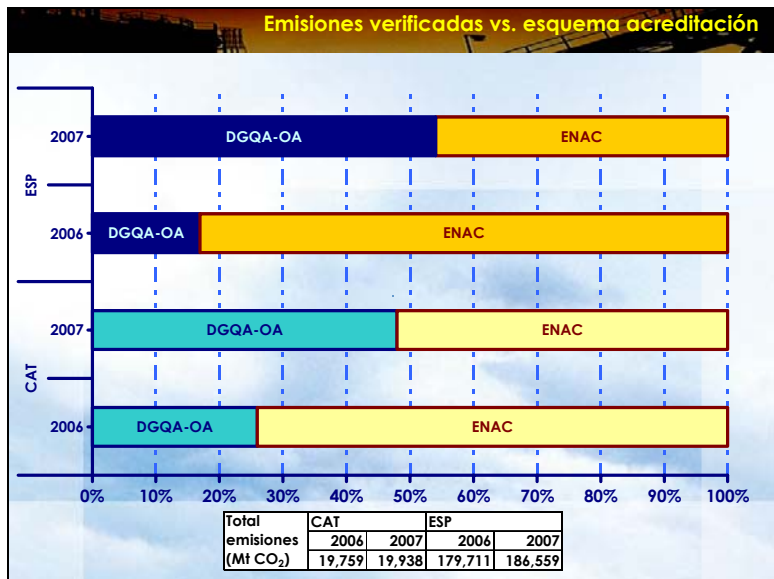 Emisiones verificadas vs. esquema acreditación
ESP
2007
DGQA-OA ENAC
2006
DGQA-OA ENAC
CAT
2007
DGQA-OA ENAC
2006
DGQA-OA ENAC
0% 10% 20% 30% 40% 50% 60% 70% 80% 90% 100%
Total emisiones (Mt CO₂) CAT ESP
2006 2007 2006 2007
19,759 19,938 179,711 186,559